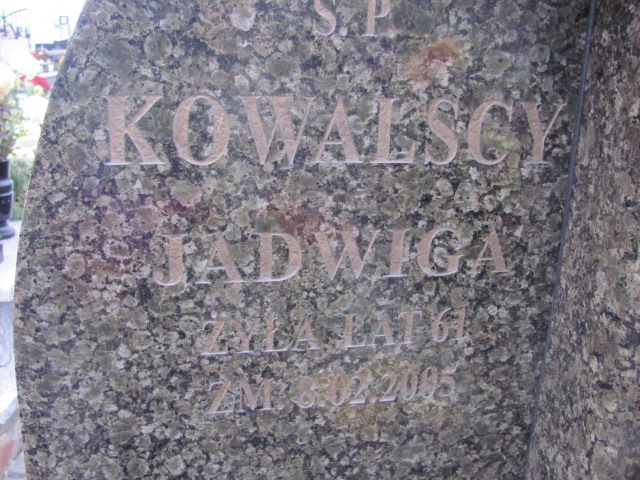 Ś.P.
KOWALSCY
JADWIGA
ŻYŁA LAT 61
ZM 8.02.2005